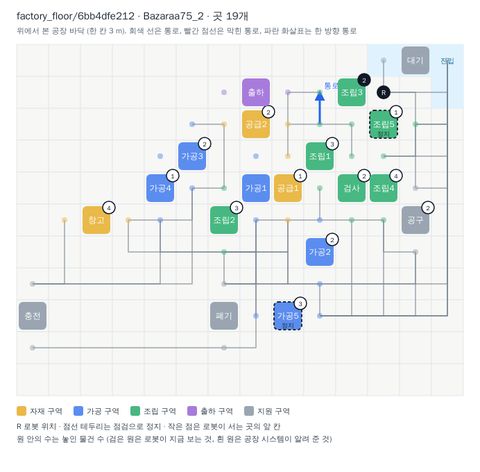 factory_floor/6bb4dfe212 · Bazaraa75_2 · 곳 19개
위에서 본 공장 바닥 (한 칸 3 m). 회색 선은 통로, 빨간 점선은 막힌 통로, 파란 화살표는 한 방향 통로
대기
진입
통로
조립3
2
R
출하
공급2
2
조립5
1
정지
가공3
2
조립1
3
가공4
1
가공1
공급1
1
검사
2
조립4
4
창고
4
조립2
3
공구
2
가공2
2
충전
폐기
가공5
3
정지
자재 구역
가공 구역
조립 구역
출하 구역
지원 구역
R 로봇 위치 · 점선 테두리는 점검으로 정지 · 작은 점은 로봇이 서는 곳의 앞 칸
원 안의 수는 놓인 물건 수 (검은 원은 로봇이 지금 보는 것, 흰 원은 공장 시스템이 알려 준 것)